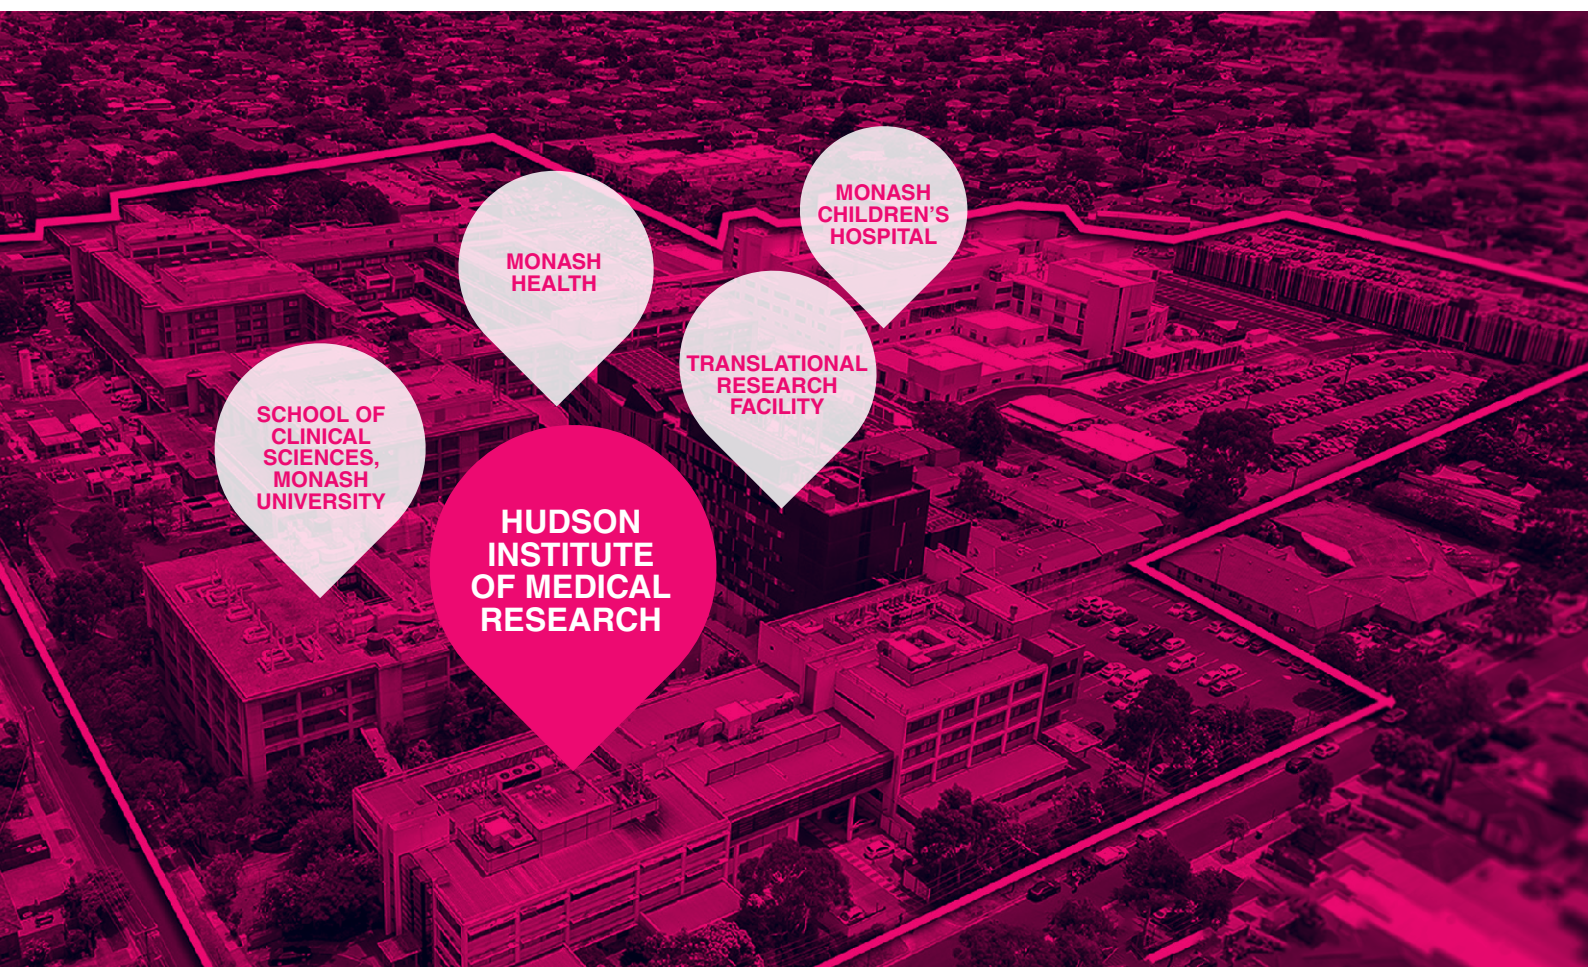 MONASH
CHILDREN'S
HOSPITAL
MONASH
HEALTH
TRANSLATIONAL
RESEARCH
FACILITY
SCHOOL OF
CLINICAL
SCIENCES,
MONASH
UNIVERSITY
HUDSON
INSTITUTE
OF MEDICAL
RESEARCH